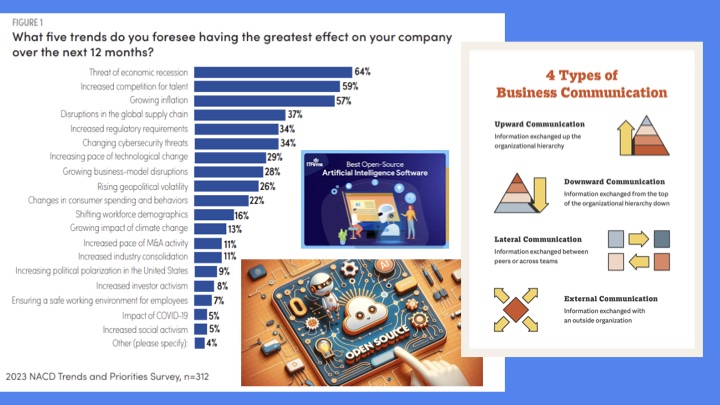 FIGURE 1
What five trends do you foresee having the greatest effect on your company
over the next 12 months?
Threat of economic recession 64%
Increased competition for talent 59%
Growing inflation 57%
Disruptions in the global supply chain 37%
Increased regulatory requirements 34%
Changing cybersecurity threats 34%
Increasing pace of technological change 29%
Growing business-model disruptions 28%
Rising geopolitical volatility 26%
Changes in consumer spending and behaviors 22%
Shifting workforce demographics 16%
Growing impact of climate change 13%
Increased pace of M&A activity 11%
Increased industry consolidation 11%
Increasing political polarization in the United States 9%
Increased investor activism 8%
Ensuring a safe working environment for employees 7%
Impact of COVID-19 5%
Increased social activism 5%
Other (please specify): 4%
2023 NACD Trends and Priorities Survey, n=312
Best Open-Source
Artificial Intelligence Software
AI
OPEN SOURCE
4 Types of
Business Communication
Upward Communication
Information exchanged up the
organizational hierarchy
Downward Communication
Information exchanged from the top
of the organizational hierarchy down
Lateral Communication
Information exchanged between
peers or across teams
External Communication
Information exchanged with
an outside organization